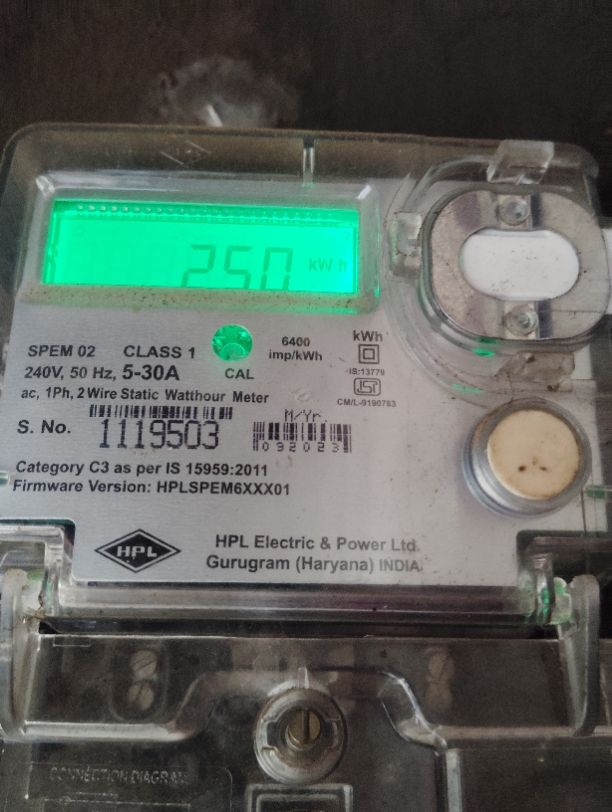 250 kWh
SPEM 02 CLASS 1
6400
imp/kWh
kWh
240V, 50 Hz, 5-30A
CAL
IS:13779
ISI
CM/L-9190783
ac, 1Ph, 2 Wire Static Watthour Meter
M/Yr.
S. No. 1119503
092023
Category C3 as per IS 15959:2011
Firmware Version: HPLSPEM6XXX01
HPL
HPL Electric & Power Ltd.
Gurugram (Haryana) INDIA.
CONNECTION DIAGRAM